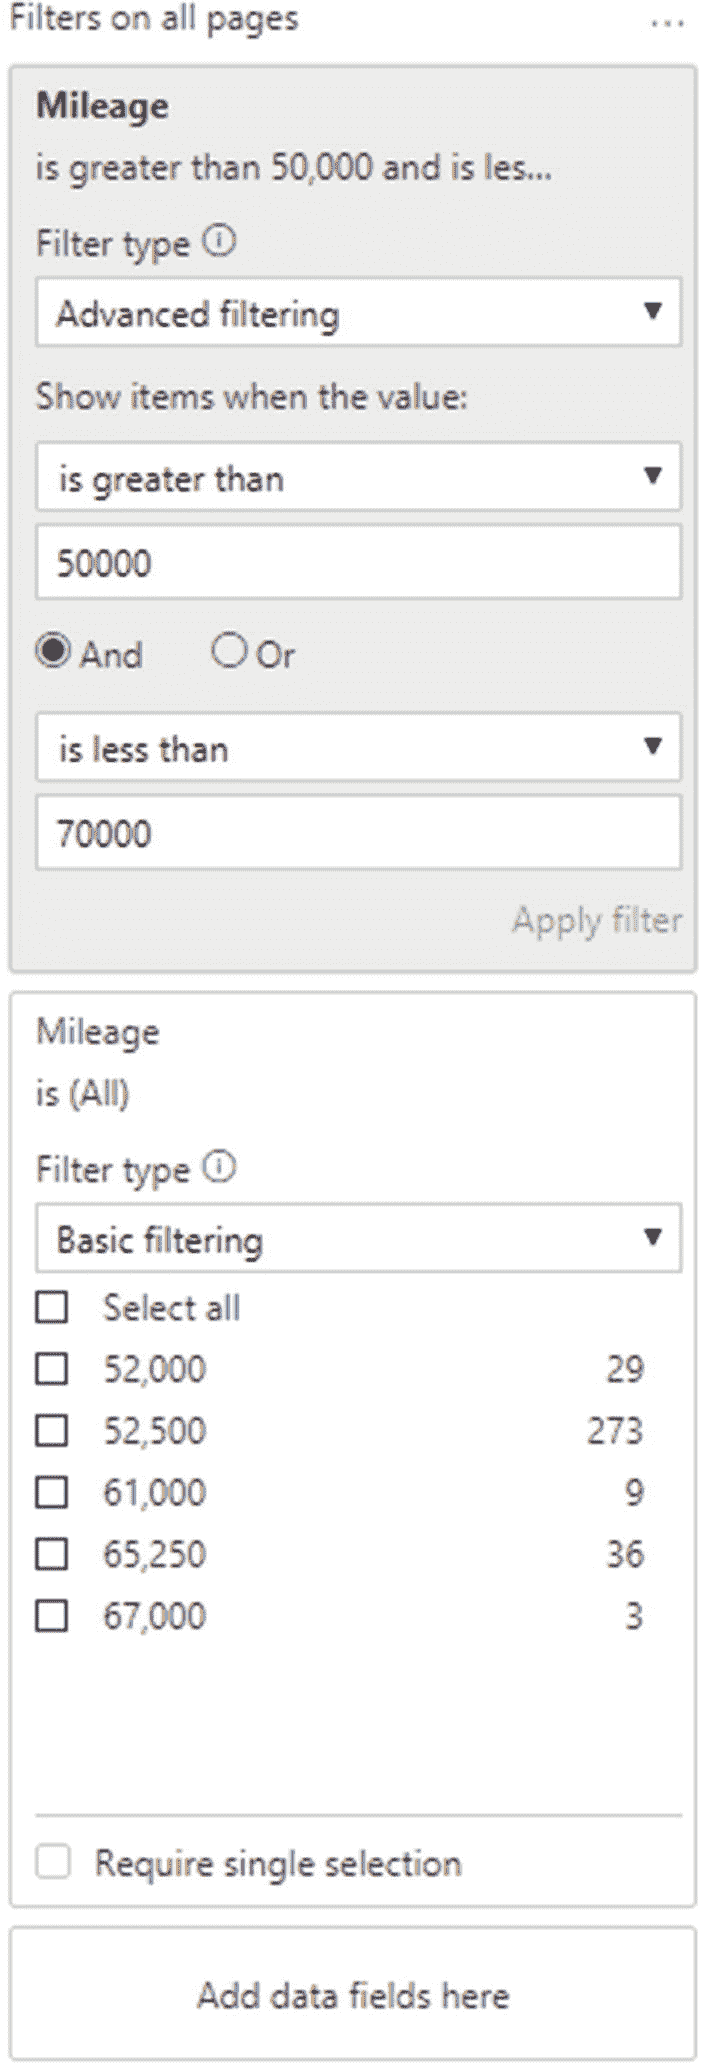 Filters on all pages ...
Mileage
is greater than 50,000 and is les...
Filter type
Advanced filtering
Show items when the value:
is greater than
50000
And Or
is less than
70000
Apply filter
Mileage
is (All)
Filter type
Basic filtering
Select all
52,000 29
52,500 273
61,000 9
65,250 36
67,000 3
Require single selection
Add data fields here